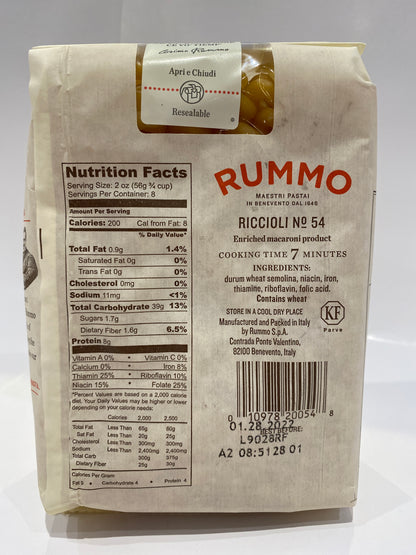 Cosimo Rummo
Apri e Chiudi
Resealable
Nutrition Facts
Serving Size: 2 oz (56g ¾ cup)
Servings Per Container: 8
Amount Per Serving
Calories: 200 Cal from Fat: 8
% Daily Value*
Total Fat 0.9g 1.4%
Saturated Fat 0g 0%
Trans Fat 0g 0%
Cholesterol 0mg 0%
Sodium 11mg <1%
Total Carbohydrate 39g 13%
Sugars 1.7g
Dietary Fiber 1.6g 6.5%
Protein 8g
Vitamin A 0% • Vitamin C 0%
Calcium 0% • Iron 8%
Thiamin 25% • Riboflavin 10%
Niacin 15% • Folate 25%
*Percent Values are based on a 2,000 calorie
diet. Your Daily Values may be higher or lower
depending on your calorie needs:
Calories 2,000 2,500
Total Fat Less Than 65g 80g
Sat Fat Less Than 20g 25g
Cholesterol Less Than 300mg 300mg
Sodium Less Than 2,400mg 2,400mg
Total Carb 300g 375g
Dietary Fiber 25g 30g
Calories Per Gram
Fat 9 • Carbohydrate 4 • Protein 4
RUMMO
MAESTRI PASTAI
IN BENEVENTO DAL 1846
RICCIOLI Nº 54
Enriched macaroni product
COOKING TIME 7 MINUTES
INGREDIENTS:
durum wheat semolina, niacin, iron,
thiamine, riboflavin, folic acid.
Contains wheat
STORE IN A COOL DRY PLACE
Manufactured and Packed in Italy
by Rummo S.p.A.
Contrada Ponte Valentino,
82100 Benevento, Italy
KF
Parve
0 10978 20054 8
01.28.2022
BEST BEFORE:
L9028RF
A2 08:5128 01